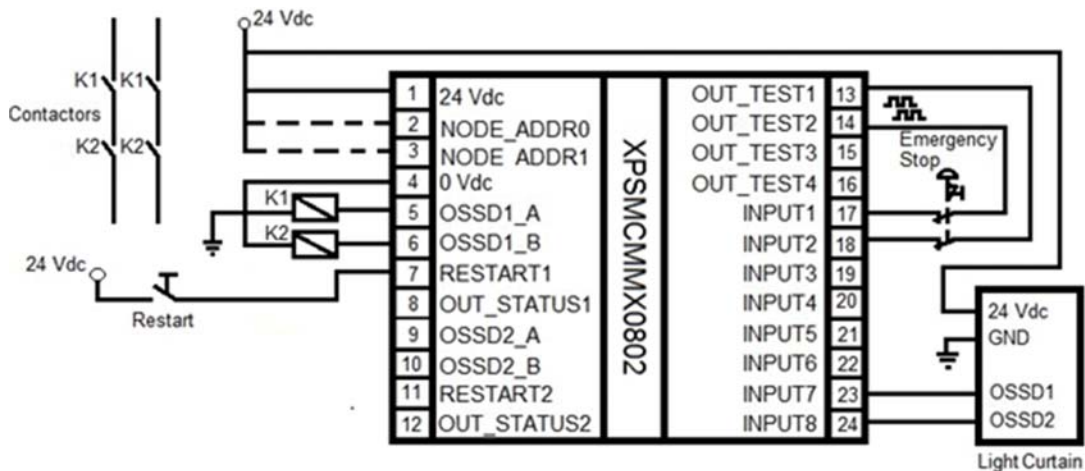 24 Vdc
K1 K1
Contactors
K2 K2
24 Vdc
Restart
K1
K2
1 24 Vdc
2 NODE_ADDR0
3 NODE ADDR1
4 0 Vdc
5 OSSD1_A
6 OSSD1_B
7 RESTART1
8 OUT_STATUS1
9 OSSD2_A
10 OSSD2_B
11 RESTART2
12 OUT_STATUS2
XPSMCMMX0802
OUT_TEST1 13
OUT_TEST2 14
OUT_TEST3 15
OUT_TEST4 16
INPUT1 17
INPUT2 18
INPUT3 19
INPUT4 20
INPUT5 21
INPUT6 22
INPUT7 23
INPUT8 24
Emergency
Stop
24 Vdc
GND
OSSD1
OSSD2
Light Curtain